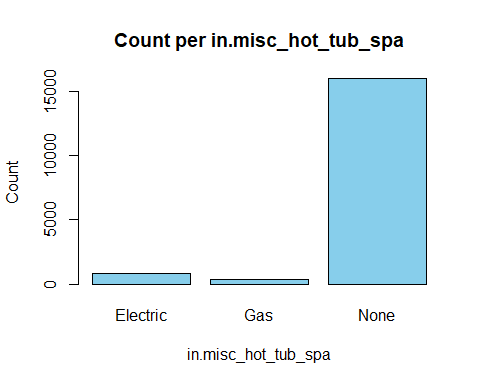 Count per in.misc_hot_tub_spa
Count
15000
10000
5000
0
Electric Gas None
in.misc_hot_tub_spa